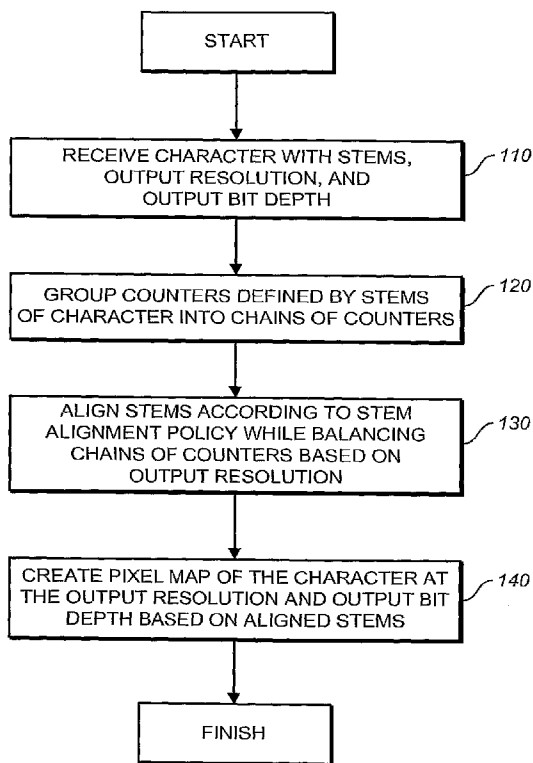 START
RECEIVE CHARACTER WITH STEMS,
OUTPUT RESOLUTION, AND
OUTPUT BIT DEPTH
110
GROUP COUNTERS DEFINED BY STEMS
OF CHARACTER INTO CHAINS OF COUNTERS
120
ALIGN STEMS ACCORDING TO STEM
ALIGNMENT POLICY WHILE BALANCING
CHAINS OF COUNTERS BASED ON
OUTPUT RESOLUTION
130
CREATE PIXEL MAP OF THE CHARACTER AT
THE OUTPUT RESOLUTION AND OUTPUT BIT
DEPTH BASED ON ALIGNED STEMS
140
FINISH